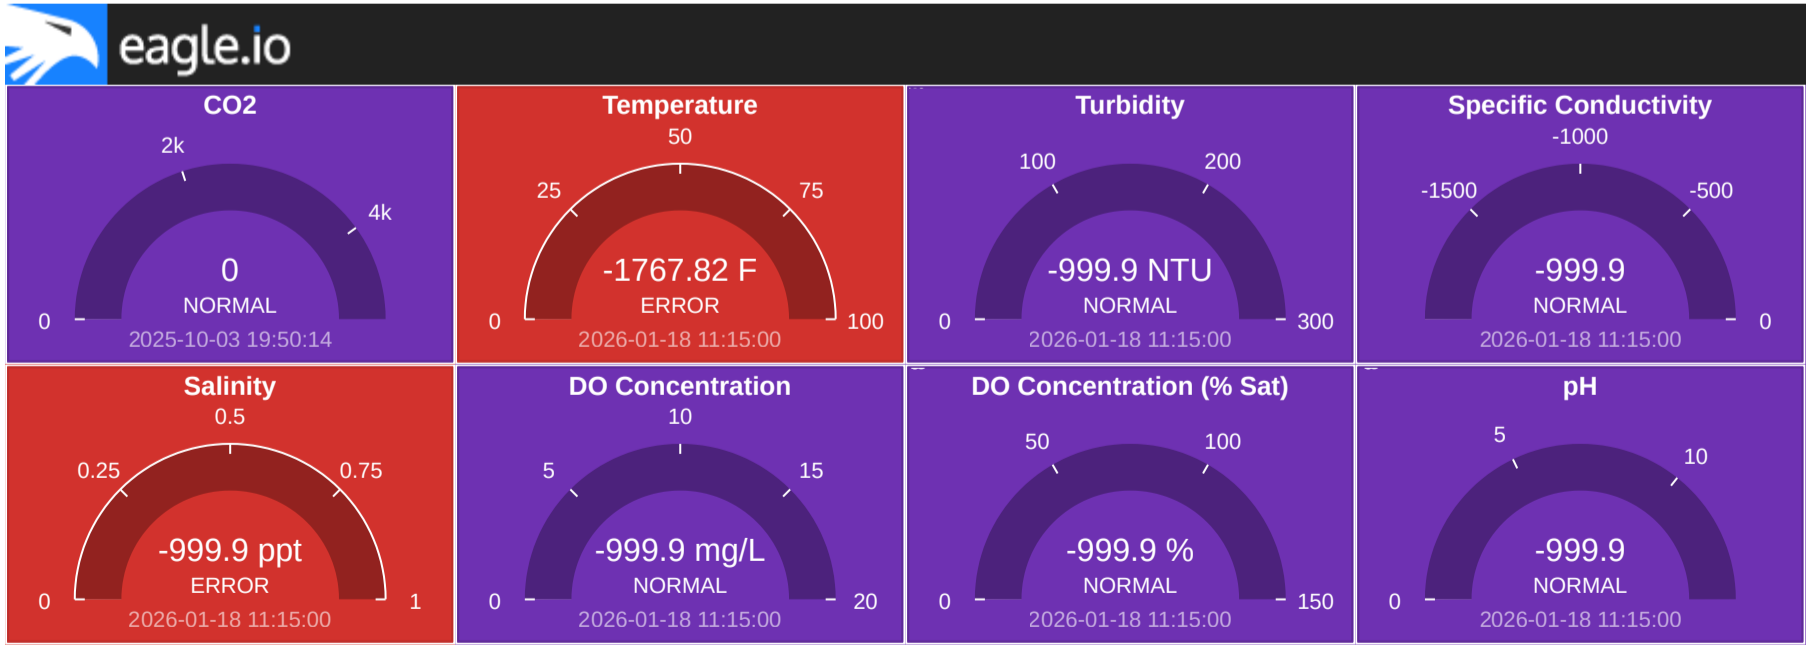 eagle.io
CO2
2k
4k
0
0
NORMAL
2025-10-03 19:50:14
Temperature
50
25
75
-1767.82 F
ERROR
0
100
2026-01-18 11:15:00
Turbidity
100
200
-999.9 NTU
NORMAL
0
300
2026-01-18 11:15:00
Specific Conductivity
-1000
-1500
-500
-999.9
NORMAL
0
2026-01-18 11:15:00
Salinity
0.5
0.25
0.75
-999.9 ppt
ERROR
0
1
2026-01-18 11:15:00
DO Concentration
10
5
15
-999.9 mg/L
NORMAL
0
20
2026-01-18 11:15:00
DO Concentration (% Sat)
50
100
-999.9 %
NORMAL
0
150
2026-01-18 11:15:00
pH
5
10
-999.9
NORMAL
0
2026-01-18 11:15:00